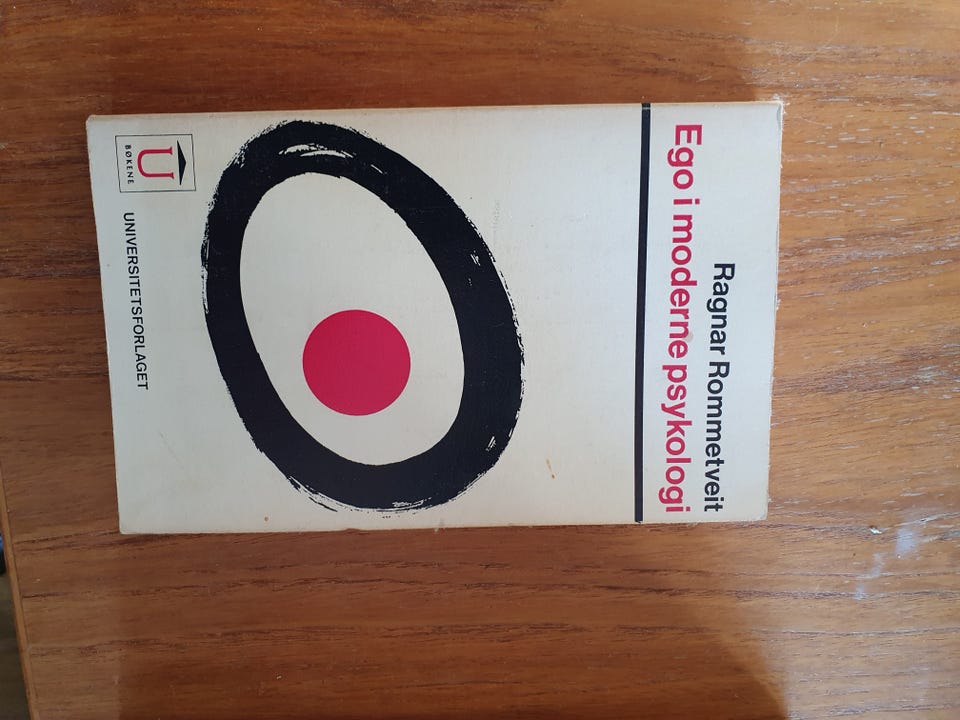 Ragnar Rommetveit
Ego i moderne psykologi
U
BØKENE
UNIVERSITETSFORLAGET